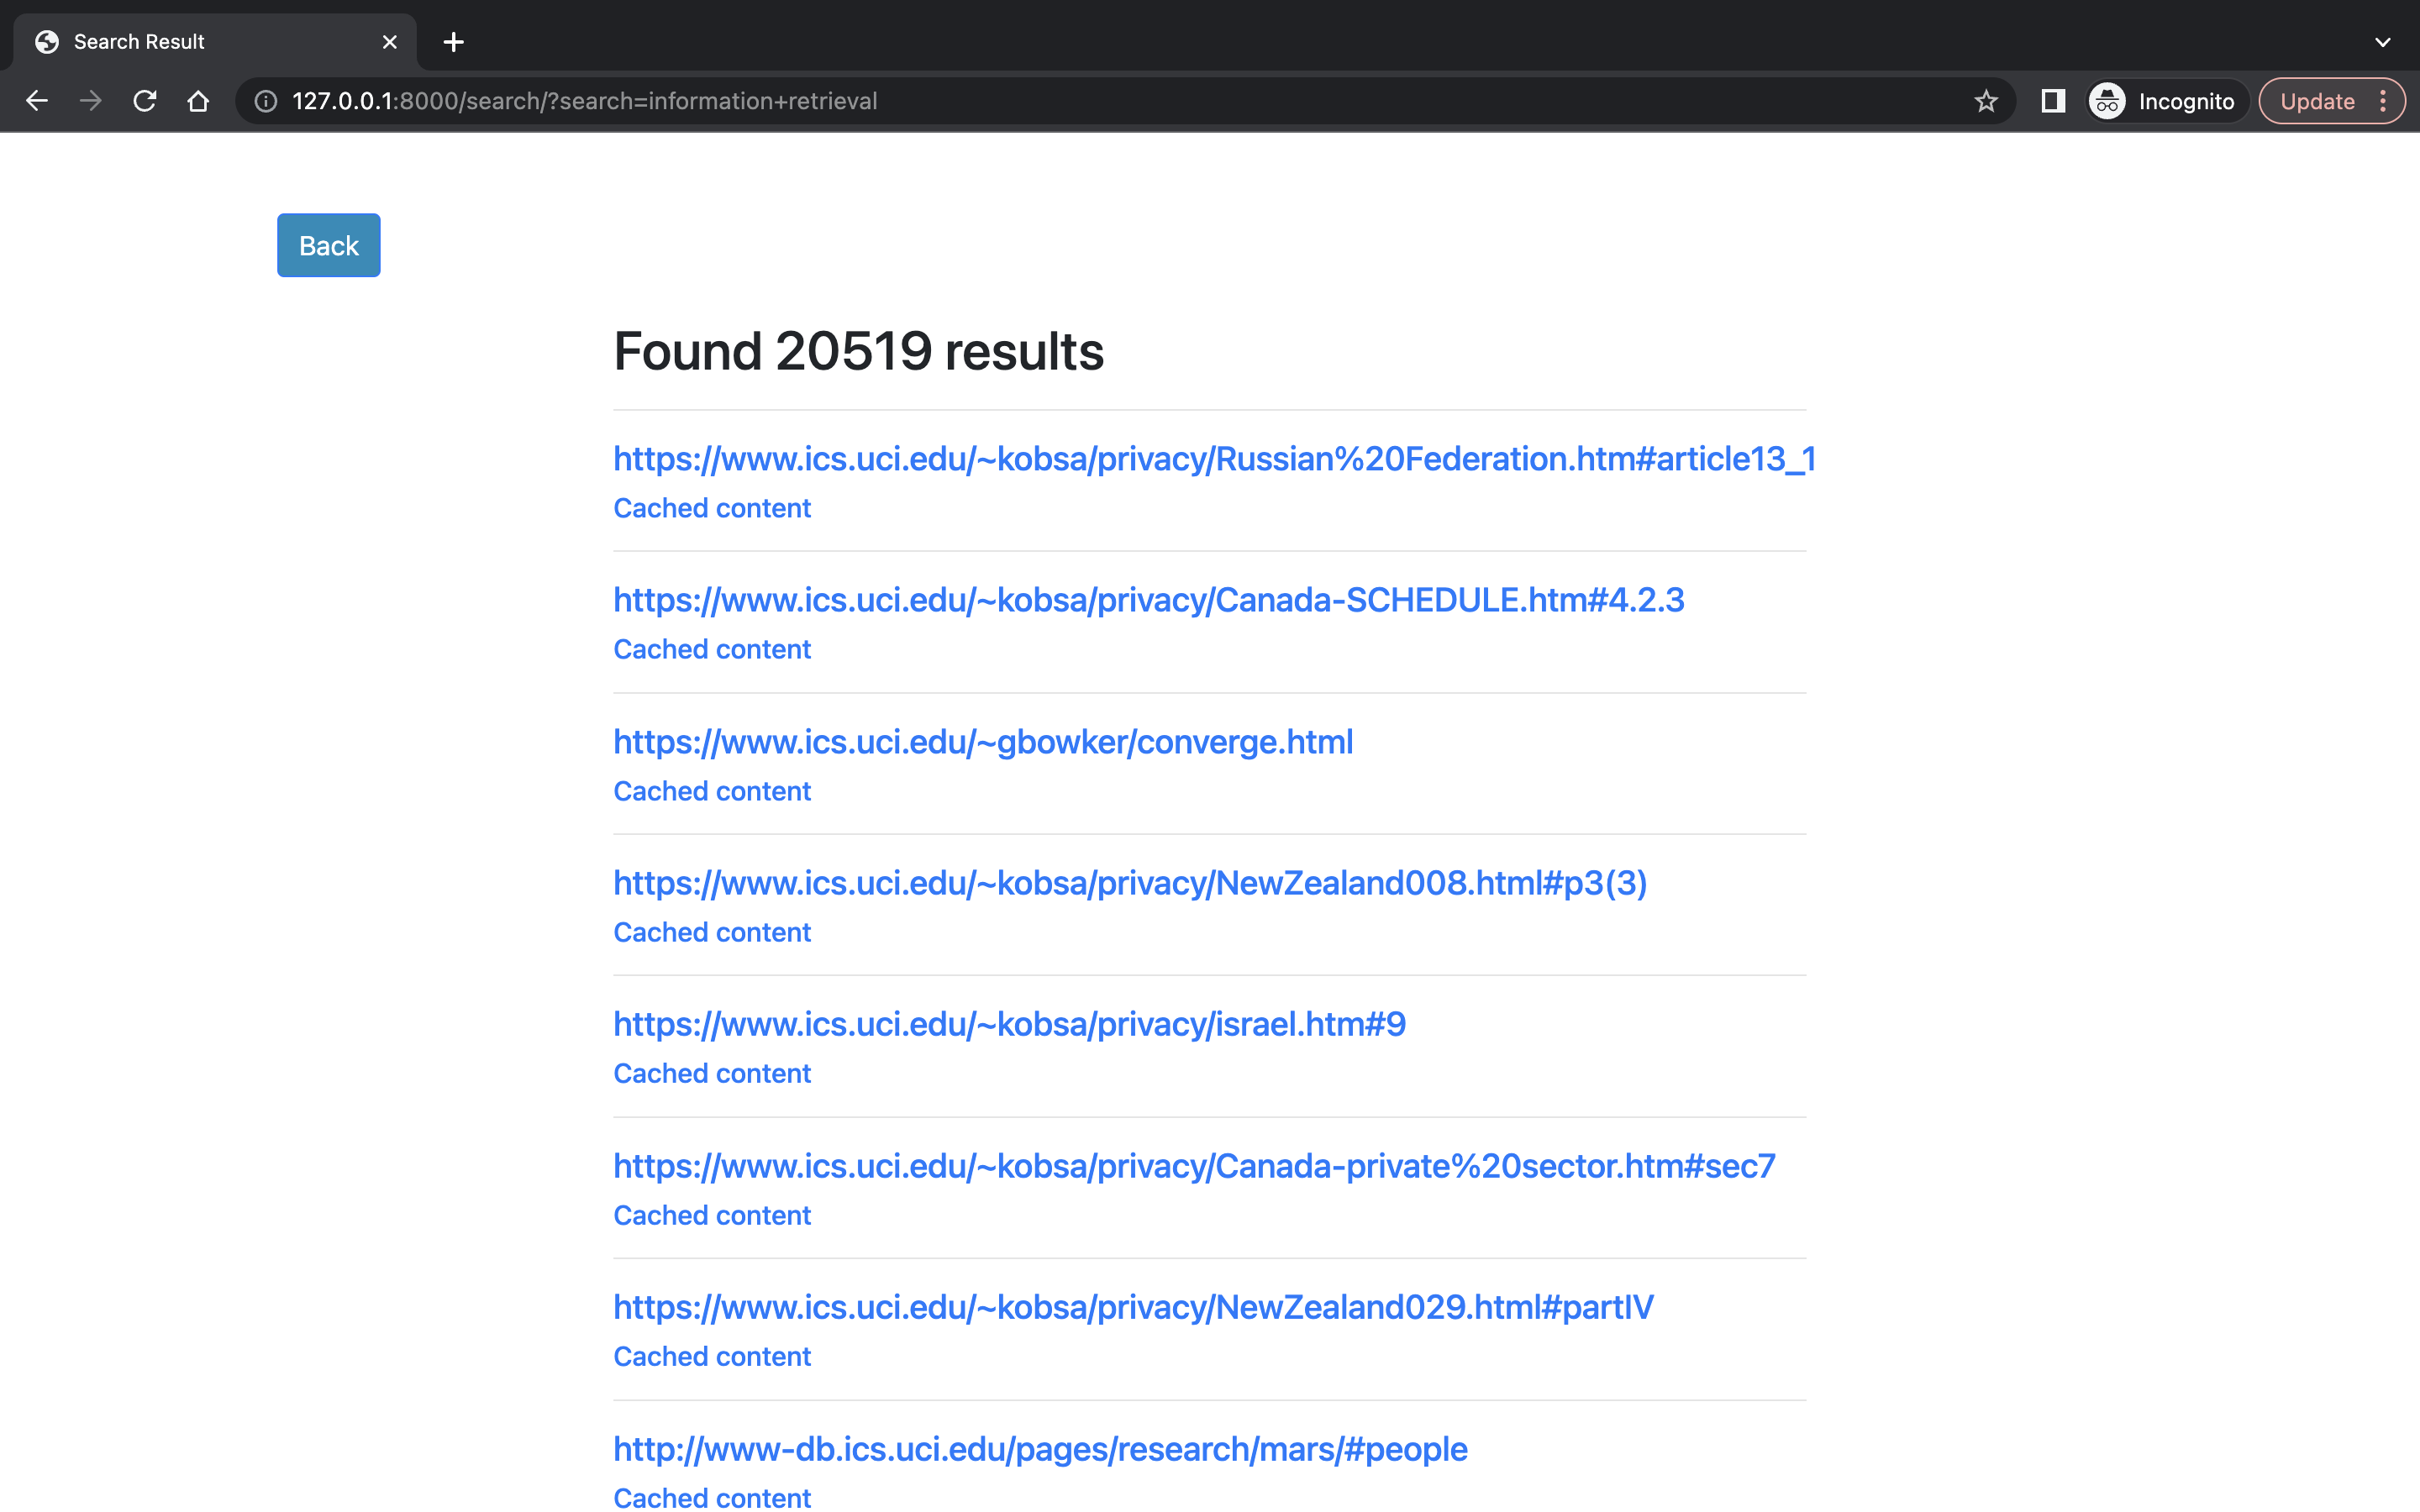 Search Result
127.0.0.1:8000/search/?search=information+retrieval
Incognito
Update
Back
Found 20519 results
https://www.ics.uci.edu/~kobsa/privacy/Russian%20Federation.htm#article13_1
Cached content
https://www.ics.uci.edu/~kobsa/privacy/Canada-SCHEDULE.htm#4.2.3
Cached content
https://www.ics.uci.edu/~gbowker/converge.html
Cached content
https://www.ics.uci.edu/~kobsa/privacy/NewZealand008.html#p3(3)
Cached content
https://www.ics.uci.edu/~kobsa/privacy/israel.htm#9
Cached content
https://www.ics.uci.edu/~kobsa/privacy/Canada-private%20sector.htm#sec7
Cached content
https://www.ics.uci.edu/~kobsa/privacy/NewZealand029.html#partIV
Cached content
http://www-db.ics.uci.edu/pages/research/mars/#people
Cached content